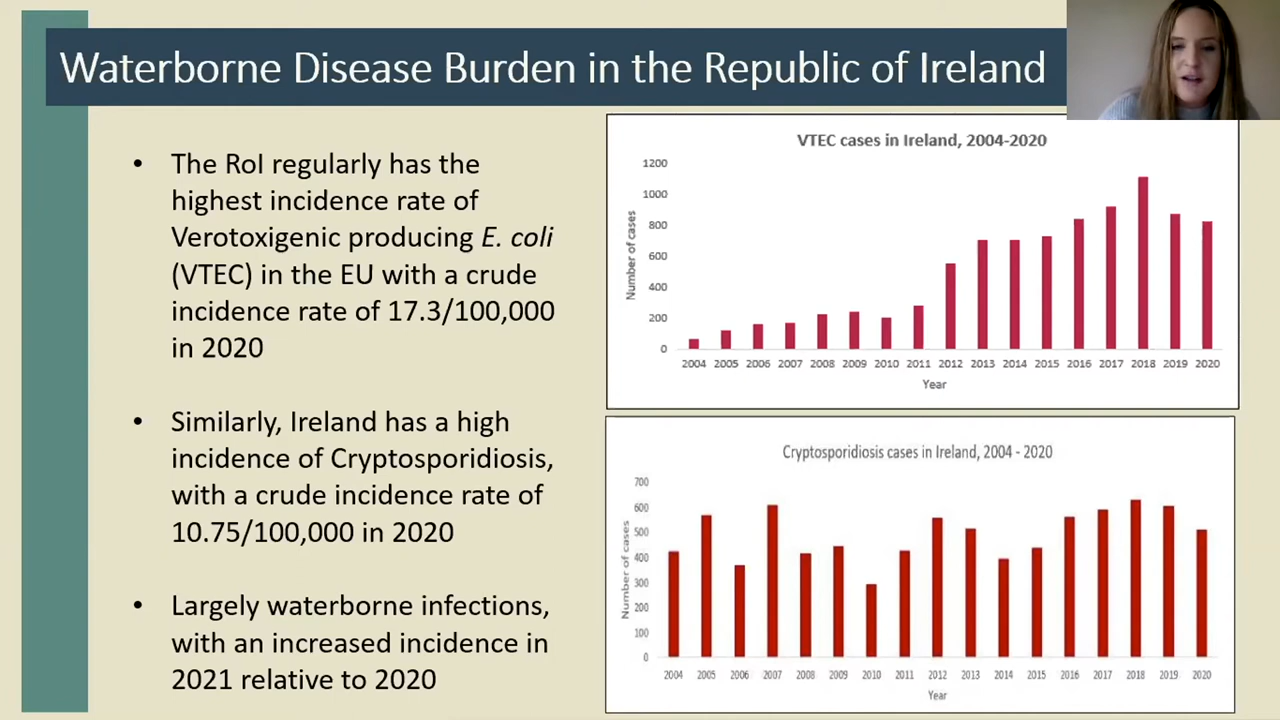 Waterborne Disease Burden in the Republic of Ireland
• The RoI regularly has the
highest incidence rate of
Verotoxigenic producing E. coli
(VTEC) in the EU with a crude
incidence rate of 17.3/100,000
in 2020
• Similarly, Ireland has a high
incidence of Cryptosporidiosis,
with a crude incidence rate of
10.75/100,000 in 2020
• Largely waterborne infections,
with an increased incidence in
2021 relative to 2020
VTEC cases in Ireland, 2004-2020
Number of cases
1200
1000
800
600
400
200
0
2004 2005 2006 2007 2008 2009 2010 2011 2012 2013 2014 2015 2016 2017 2018 2019 2020
Year
Cryptosporidiosis cases in Ireland, 2004 - 2020
Number of cases
700
600
500
400
300
200
100
0
2004 2005 2006 2007 2008 2009 2010 2011 2012 2013 2014 2015 2016 2017 2018 2019 2020
Year